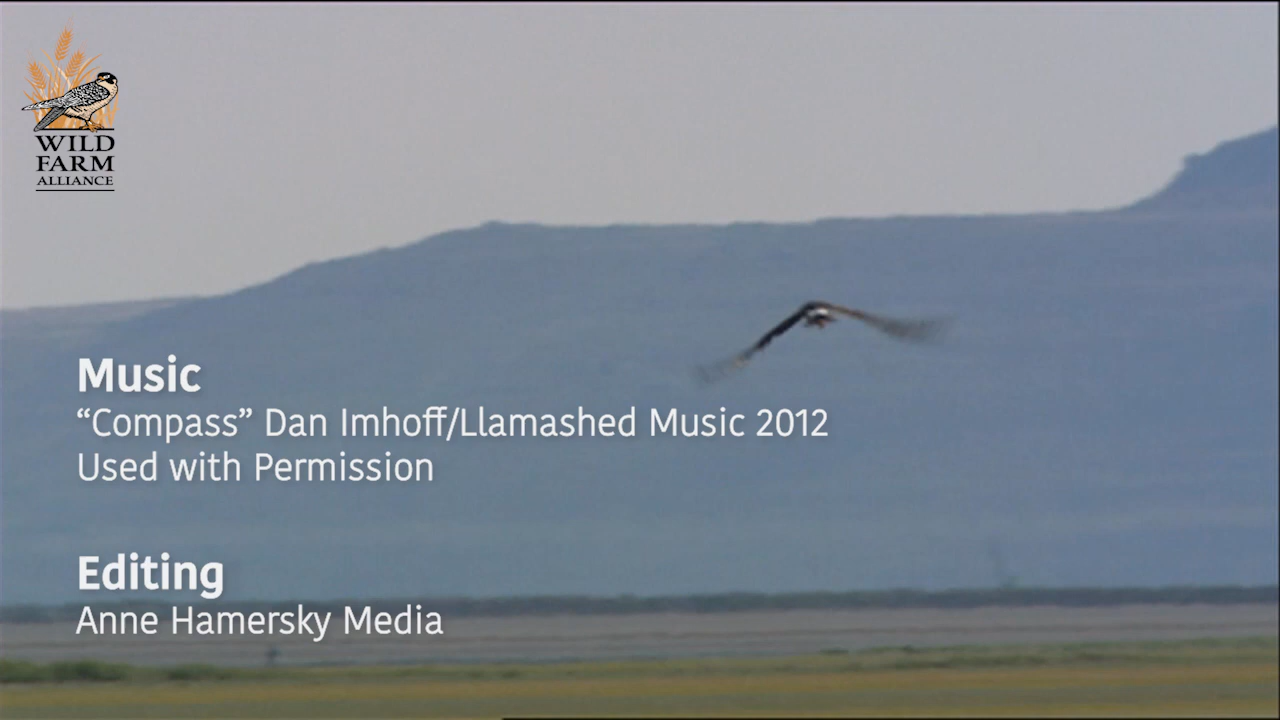 WILD
FARM
ALLIANCE
Music
“Compass” Dan Imhoff/Llamashed Music 2012
Used with Permission
Editing
Anne Hamersky Media